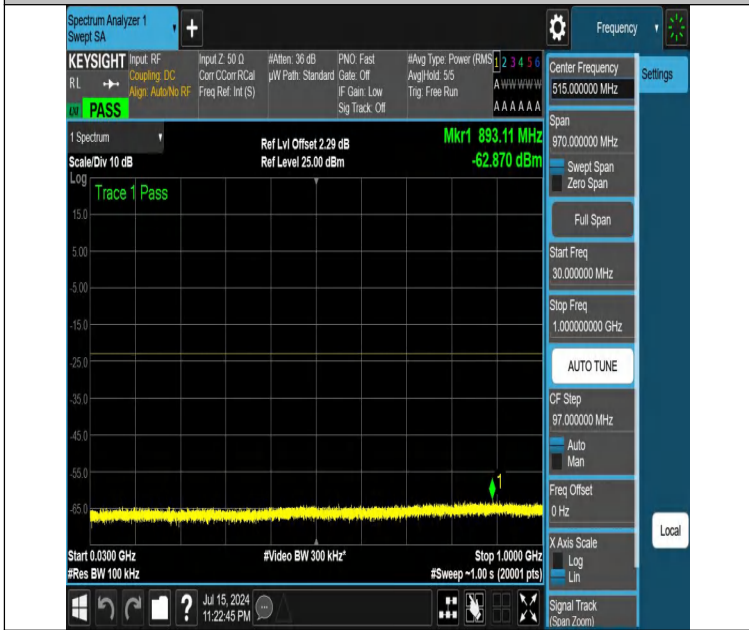 Spectrum Analyzer 1
Swept SA
+
Frequency
KEYSIGHT
RL
PASS
Input: RF
Coupling: DC
Align: Auto/No RF
Input Z: 50 Ω
Corr CCorr RCal
Freq Ref: Int (S)
#Atten: 36 dB
µW Path: Standard
PNO: Fast
Gate: Off
IF Gain: Low
Sig Track: Off
#Avg Type: Power (RMS
Avg|Hold: 5/5
Trig: Free Run
1 2 3 4 5 6
A W W W W W
A A A A A A
1 Spectrum
Scale/Div 10 dB
Ref Lvl Offset 2.29 dB
Ref Level 25.00 dBm
Mkr1 893.11 MHz
-62.870 dBm
Log
Trace 1 Pass
15.0
5.00
-5.00
-15.0
-25.0
-35.0
-45.0
-55.0
-65.0
1
Start 0.0300 GHz
#Res BW 100 kHz
#Video BW 300 kHz*
Stop 1.0000 GHz
#Sweep ~1.00 s (20001 pts)
Center Frequency
515.000000 MHz
Settings
Span
970.000000 MHz
Swept Span
Zero Span
Full Span
Start Freq
30.000000 MHz
Stop Freq
1.000000000 GHz
AUTO TUNE
CF Step
97.000000 MHz
Auto
Man
Freq Offset
0 Hz
X Axis Scale
Log
Lin
Local
Signal Track
(Span Zoom)
?
Jul 15, 2024
11:22:45 PM